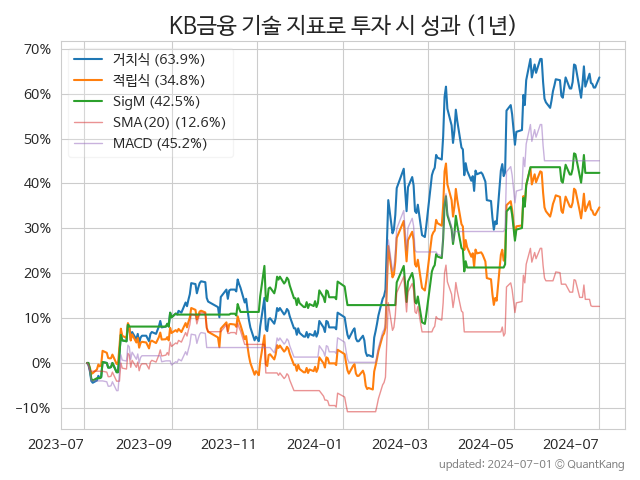 KB금융 기술 지표로 투자 시 성과 (1년)
70%
60%
50%
40%
30%
20%
10%
0%
−10%
거치식 (63.9%)
적립식 (34.8%)
SigM (42.5%)
SMA(20) (12.6%)
MACD (45.2%)
2023-07
2023-09
2023-11
2024-01
2024-03
2024-05
2024-07
updated: 2024-07-01 © QuantKang